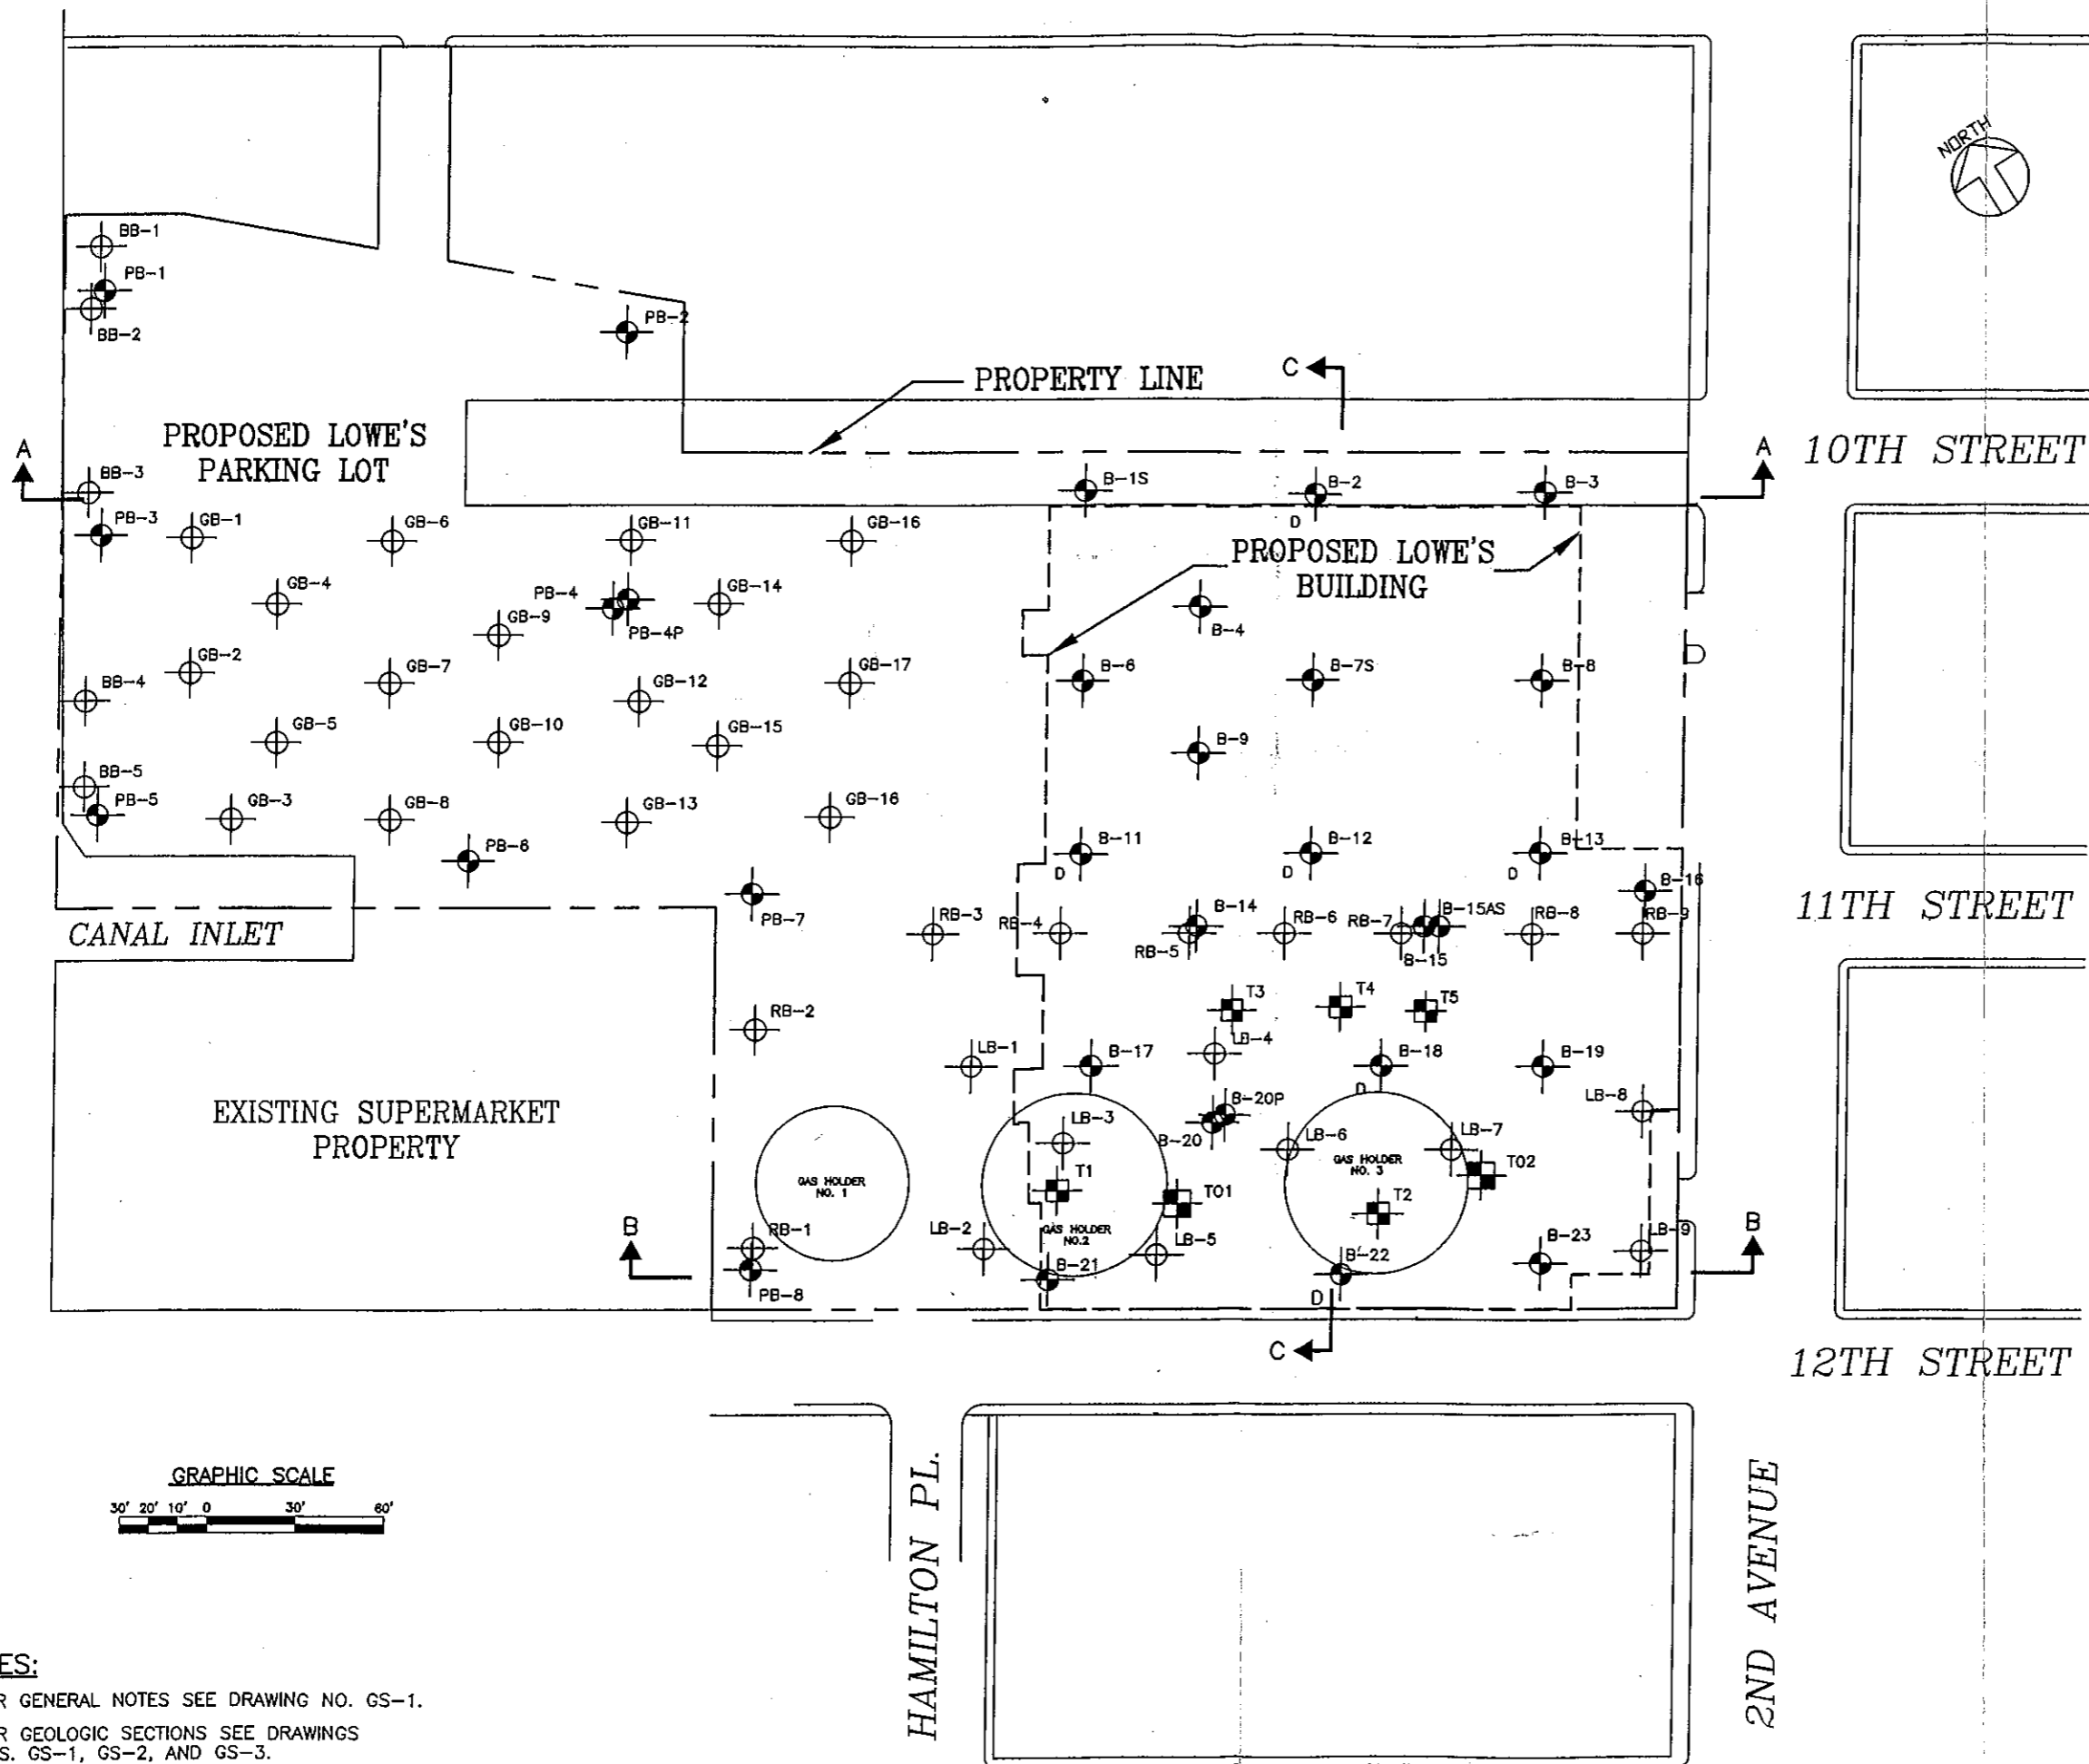 NORTH
BB-1
PB-1
BB-2
PB-2
C
PROPERTY LINE
A
PROPOSED LOWE'S
PARKING LOT
A
10TH STREET
BB-3
B-1S
B-2
B-3
PB-3
GB-1
GB-6
GB-11
GB-16
D
PROPOSED LOWE'S
BUILDING
GB-4
PB-4
GB-14
GB-9
PB-4P
B-4
GB-2
GB-7
GB-17
B-6
B-7S
B-8
BB-4
GB-12
GB-5
GB-10
GB-15
B-9
BB-5
PB-5
GB-3
GB-8
GB-13
GB-16
PB-6
B-11
B-12
B-13
D
D
D
B-16
PB-7
11TH STREET
CANAL INLET
RB-3
RB-4
B-14
RB-5
RB-6
RB-7
B-15AS
B-15
RB-8
RB-9
T3
T4
T5
RB-2
LB-1
B-17
LB-4
B-18
B-19
D
LB-8
EXISTING SUPERMARKET
PROPERTY
B-20P
B-20
LB-3
LB-6
LB-7
GAS HOLDER
NO. 1
T1
T01
GAS HOLDER
NO. 3
T02
T2
B
RB-1
LB-2
GAS HOLDER
NO.2
LB-5
B-22
B-23
LB-9
B
PB-8
B-21
D
C
12TH STREET
GRAPHIC SCALE
30' 20' 10' 0 30' 60'
HAMILTON PL.
2ND AVENUE
ES:
R GENERAL NOTES SEE DRAWING NO. GS-1.
R GEOLOGIC SECTIONS SEE DRAWINGS
S. GS-1, GS-2, AND GS-3.